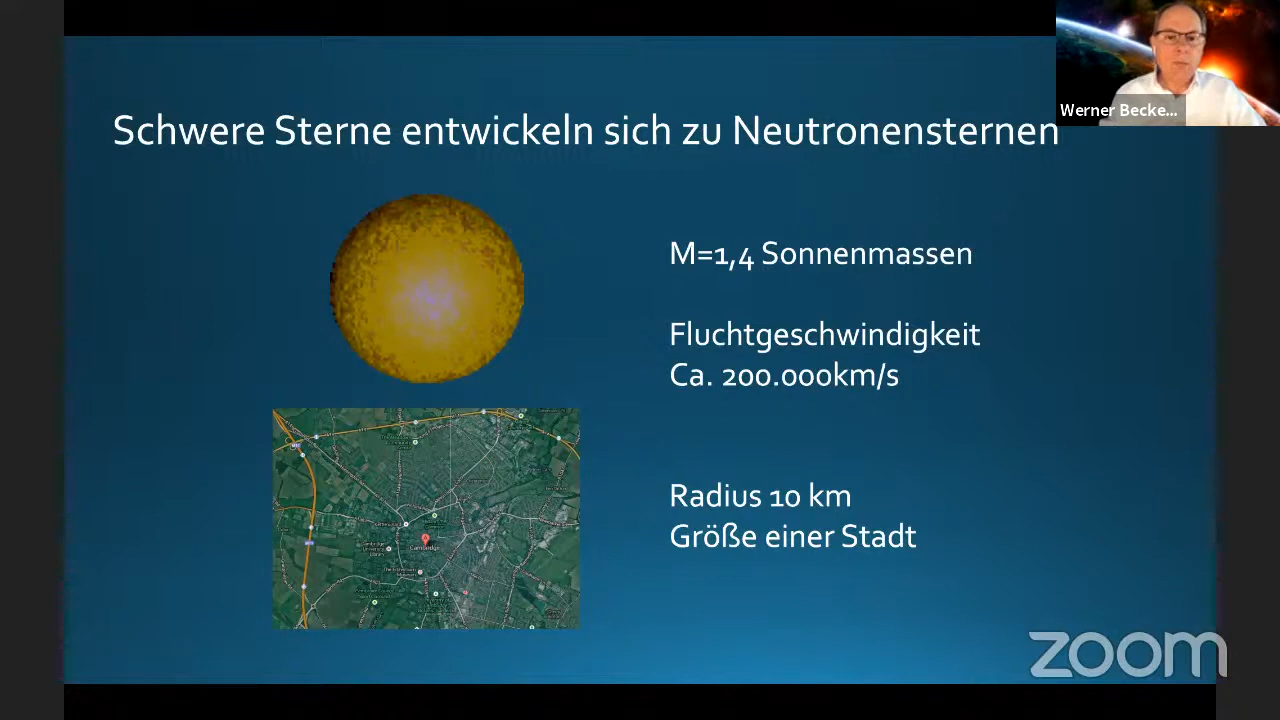 Werner Becke...
Schwere Sterne entwickeln sich zu Neutronensternen
M=1,4 Sonnenmassen
Fluchtgeschwindigkeit
Ca. 200.000km/s
Cambridge
Radius 10 km
Größe einer Stadt
zoom